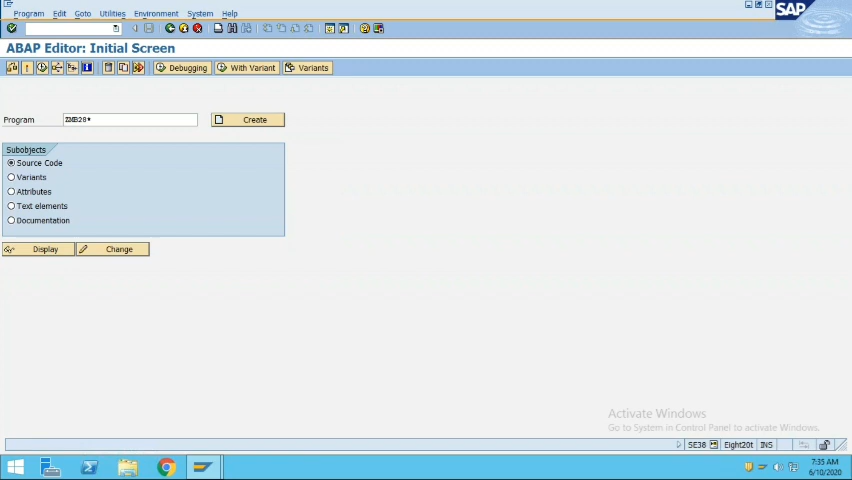 Program Edit Goto Utilities Environment System Help
SAP
ABAP Editor: Initial Screen
Debugging With Variant Variants
Program ZMB28* Create
Subobjects
Source Code
Variants
Attributes
Text elements
Documentation
Display Change
Activate Windows
Go to System in Control Panel to activate Windows.
SE38 Eight20t INS
7:35 AM
6/10/2020